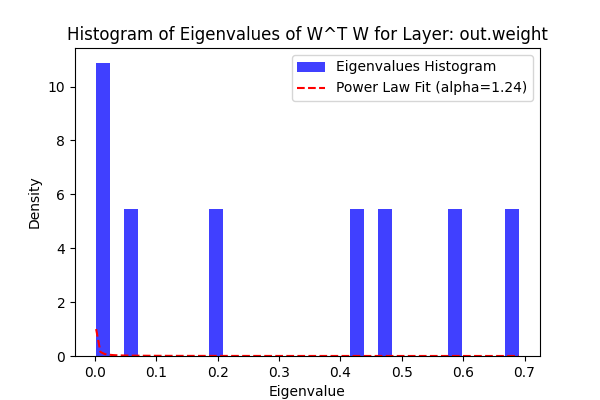 Histogram of Eigenvalues of W^T W for Layer: out.weight
Eigenvalues Histogram
Power Law Fit (alpha=1.24)
Density
10
8
6
4
2
0
0.0 0.1 0.2 0.3 0.4 0.5 0.6 0.7
Eigenvalue